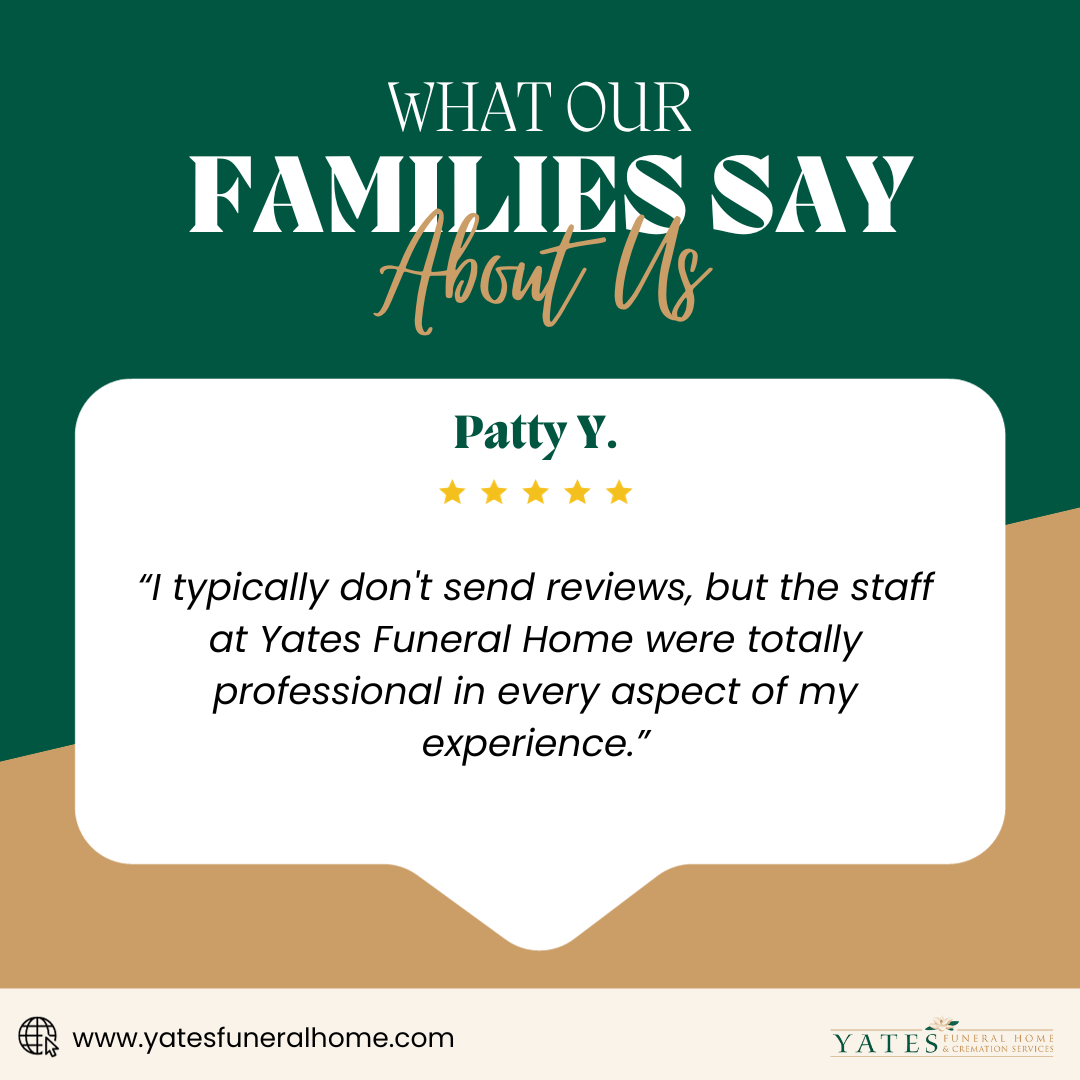 WHAT OUR
FAMILIES SAY
About Us
Patty Y.
“I typically don't send reviews, but the staff
at Yates Funeral Home were totally
professional in every aspect of my
experience.”
www.yatesfuneralhome.com
YATES FUNERAL HOME
& CREMATION SERVICES